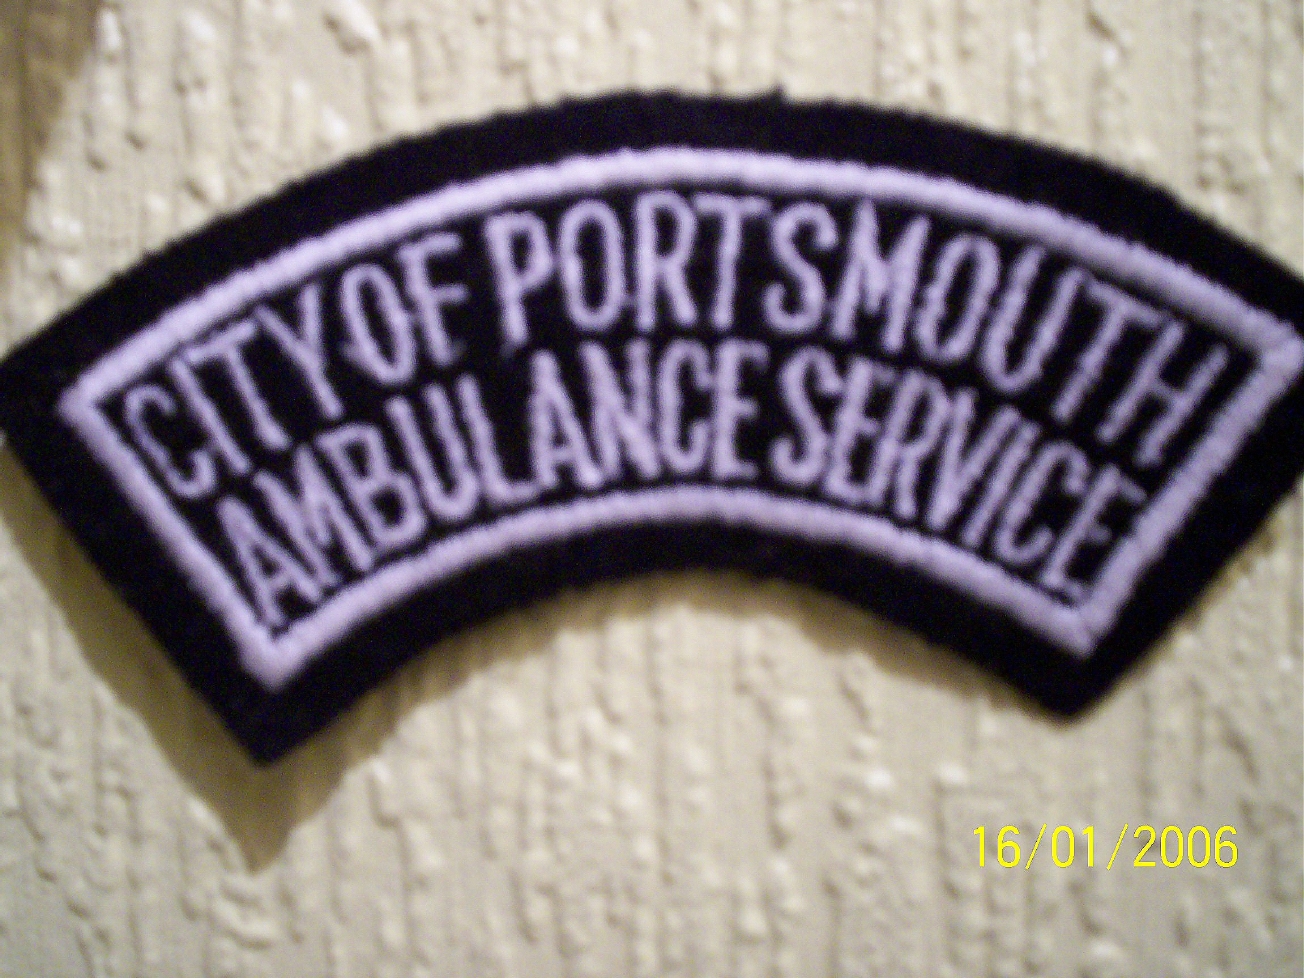 CITY OF PORTSMOUTH
AMBULANCE SERVICE
16/01/2006